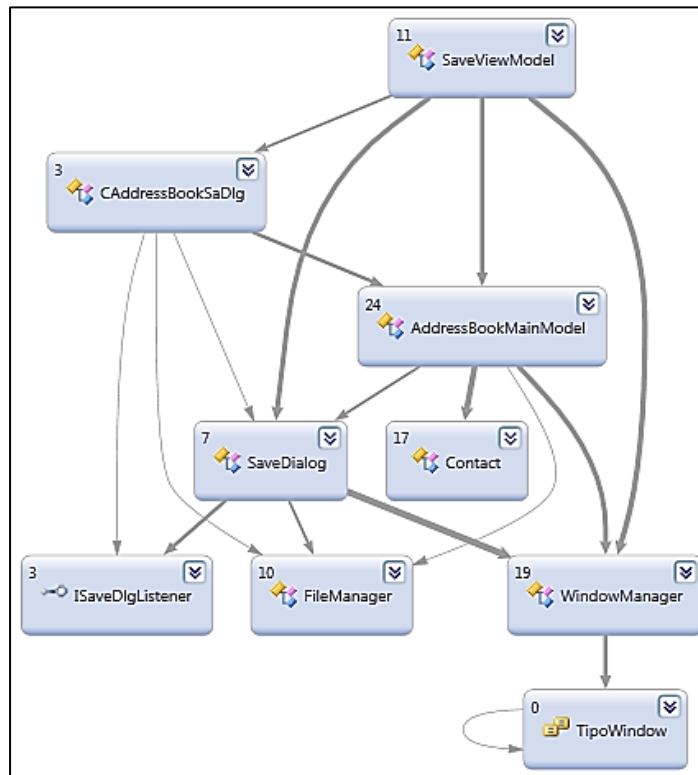 11
SaveViewModel
3
CAddressBookSaDlg
24
AddressBookMainModel
7
SaveDialog
17
Contact
3
ISaveDlgListener
10
FileManager
19
WindowManager
0
TipoWindow